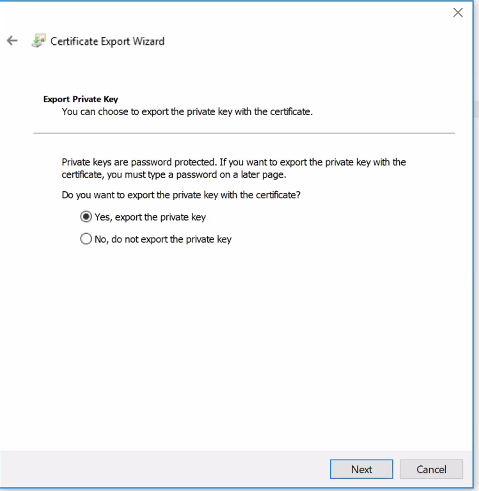 Certificate Export Wizard
Export Private Key
You can choose to export the private key with the certificate.
Private keys are password protected. If you want to export the private key with the
certificate, you must type a password on a later page.
Do you want to export the private key with the certificate?
Yes, export the private key
No, do not export the private key
Next
Cancel